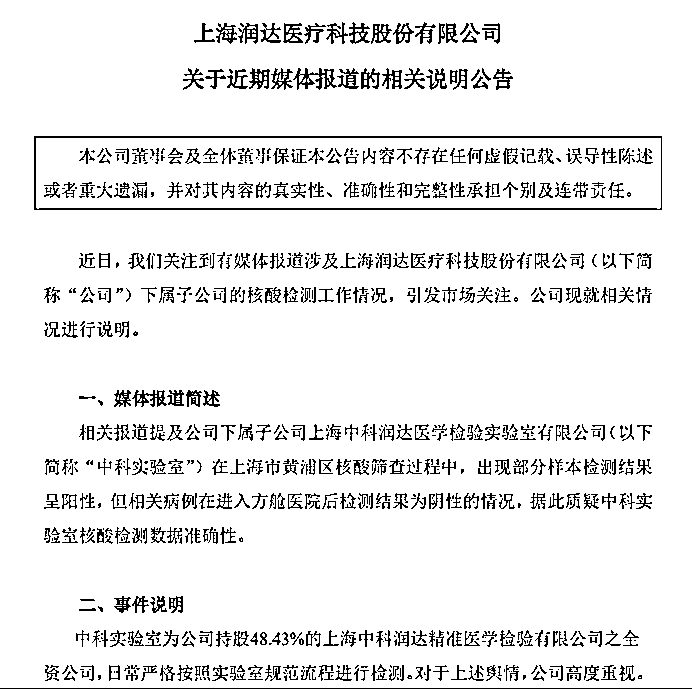 上海润达医疗科技股份有限公司
关于近期媒体报道的相关说明公告
本公司董事会及全体董事保证本公告内容不存在任何虚假记载、误导性陈述
或者重大遗漏，并对其内容的真实性、准确性和完整性承担个别及连带责任。
近日，我们关注到有媒体报道涉及上海润达医疗科技股份有限公司（以下简
称“公司”）下属子公司的核酸检测工作情况，引发市场关注。公司现就相关情
况进行说明。
一、媒体报道简述
相关报道提及公司下属子公司上海中科润达医学检验实验室有限公司（以下
简称“中科实验室”）在上海市黄浦区核酸筛查过程中，出现部分样本检测结果
呈阳性，但相关病例在进入方舱医院后检测结果为阴性的情况，据此质疑中科实
验室核酸检测数据准确性。
二、事件说明
中科实验室为公司持股48.43%的上海中科润达精准医学检验有限公司之全
资公司，日常严格按照实验室规范流程进行检测。对于上述舆情，公司高度重视。